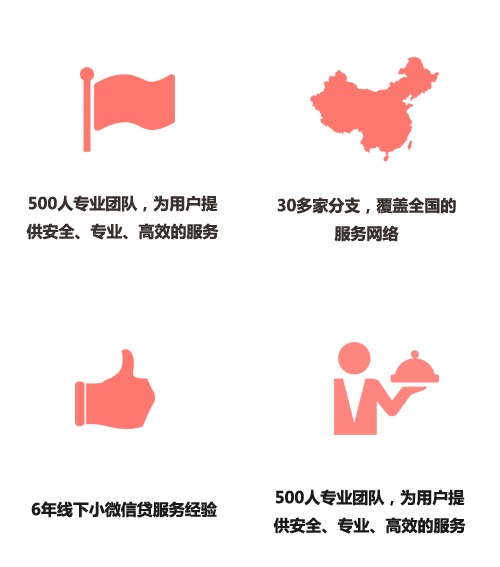 500人专业团队，为用户提
供安全、专业、高效的服务
30多家分支，覆盖全国的
服务网络
6年线下小微信贷服务经验
500人专业团队，为用户提
供安全、专业、高效的服务